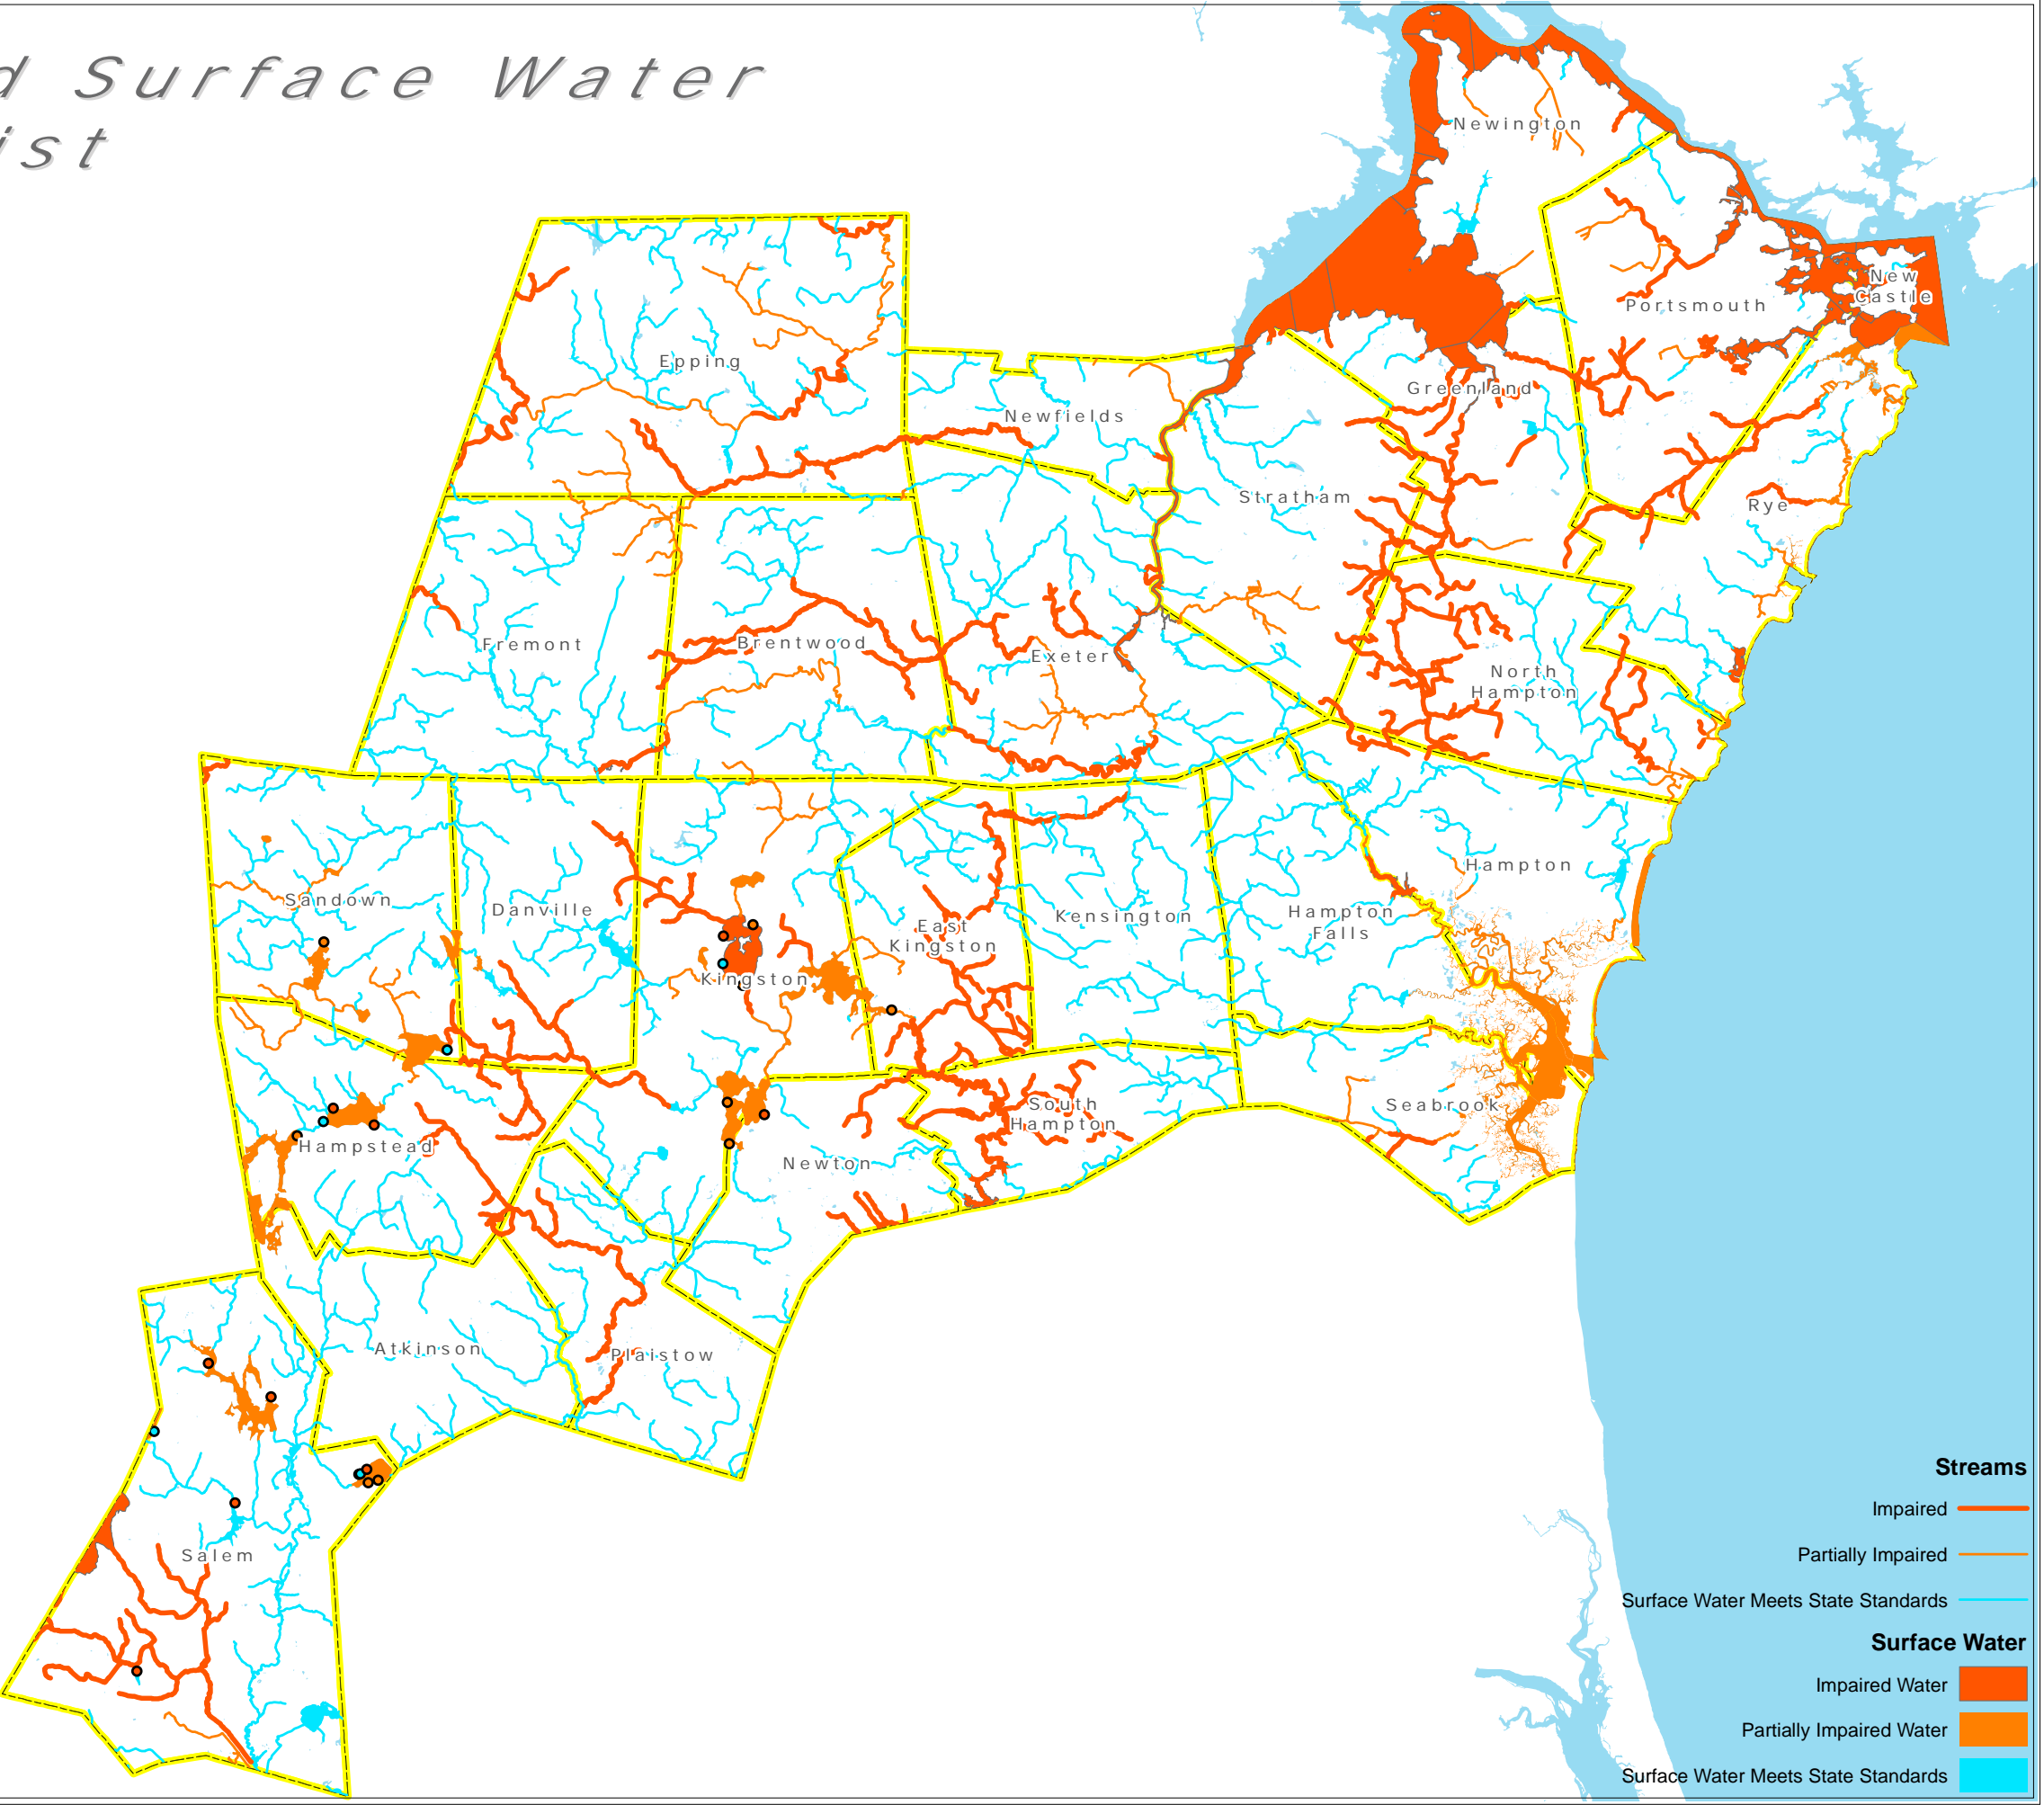 d Surface Water
ist
Newington
New
Castle
Portsmouth
Epping
Greenland
Newfields
Stratham
Rye
Fremont
Brentwood
Exeter
North
Hampton
Hampton
Sandown
Danville
East
Kingston
Kensington
Hampton
Falls
Kingston
Seabrook
South
Hampton
Hampstead
Newton
Atkinson
Plaistow
Salem
Streams
Impaired
Partially Impaired
Surface Water Meets State Standards
Surface Water
Impaired Water
Partially Impaired Water
Surface Water Meets State Standards